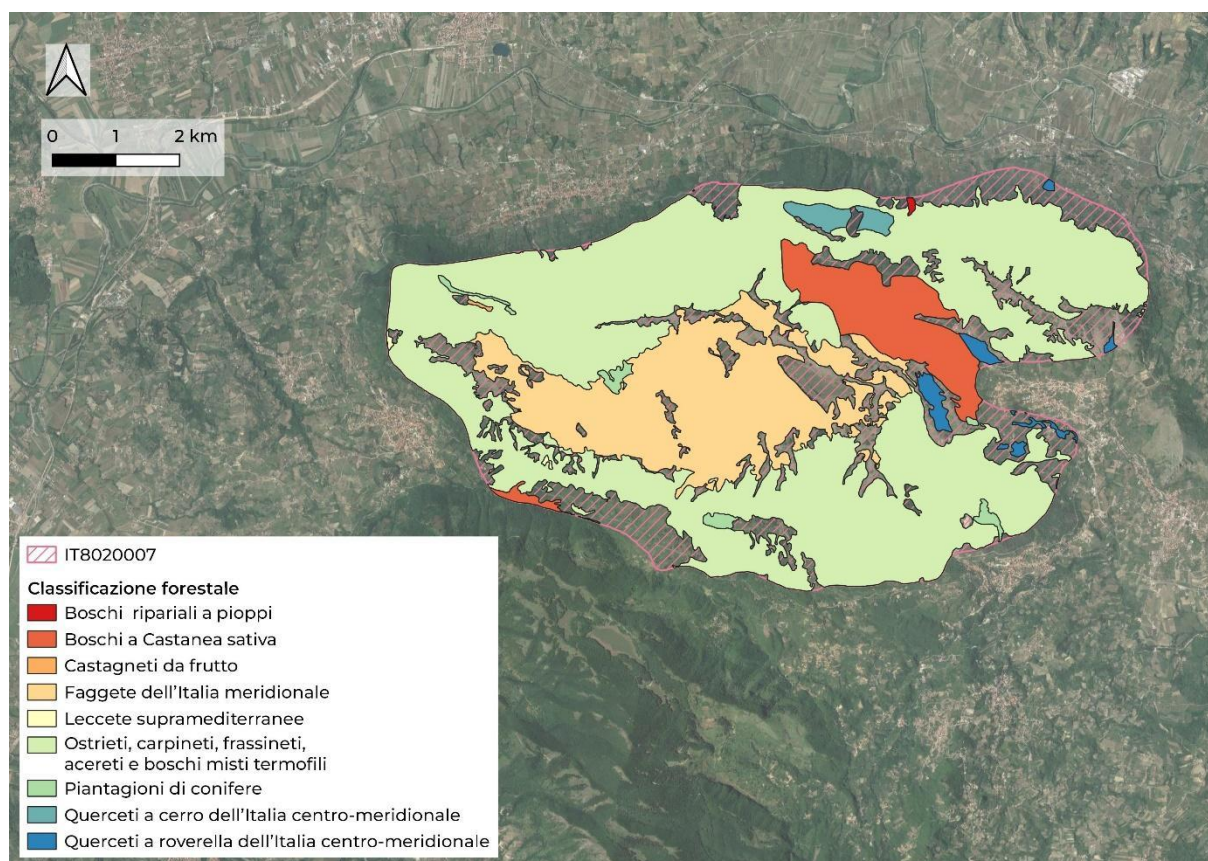 0 1 2 km
IT8020007
Classificazione forestale
Boschi ripariali a pioppi
Boschi a Castanea sativa
Castagneti da frutto
Faggete dell'Italia meridionale
Leccete supramediterranee
Ostrieti, carpineti, frassineti,
acereti e boschi misti termofili
Piantagioni di conifere
Querceti a cerro dell'Italia centro-meridionale
Querceti a roverella dell'Italia centro-meridionale